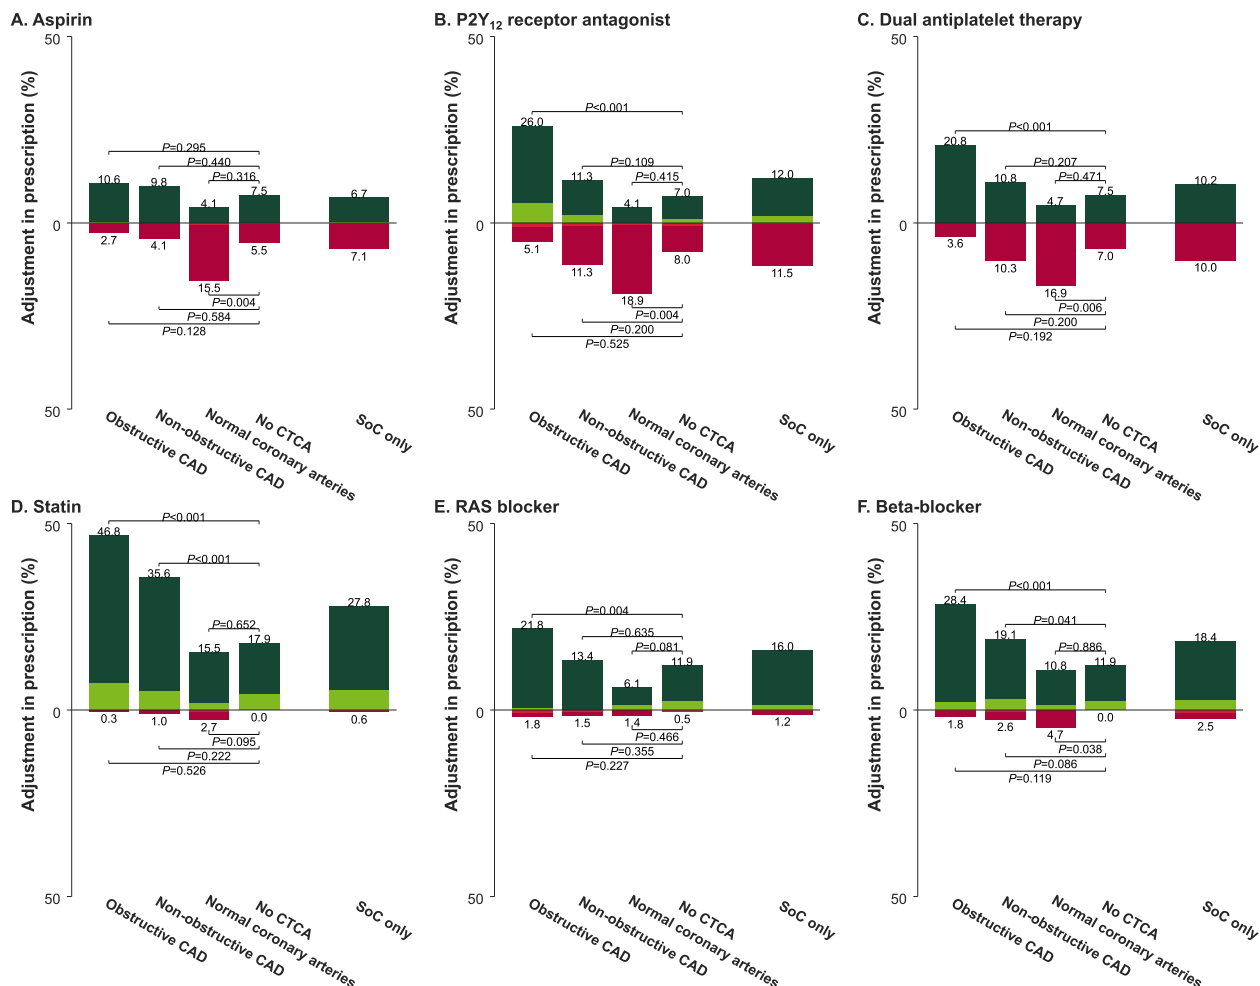 A. Aspirin
50
Adjustment in prescription (%)
0
50
P=0.295
P=0.440
P=0.316
10.6
9.8
4.1
7.5
6.7
2.7
4.1
15.5
5.5
7.1
P=0.004
P=0.584
P=0.128
Obstructive CAD
Non-obstructive CAD
Normal coronary arteries
No CTCA
SoC only
B. P2Y12 receptor antagonist
50
Adjustment in prescription (%)
0
50
P<0.001
P=0.109
P=0.415
26.0
11.3
4.1
7.0
12.0
5.1
11.3
18.9
8.0
11.5
P=0.004
P=0.200
P=0.525
Obstructive CAD
Non-obstructive CAD
Normal coronary arteries
No CTCA
SoC only
C. Dual antiplatelet therapy
50
Adjustment in prescription (%)
0
50
P<0.001
P=0.207
P=0.471
20.8
10.8
4.7
7.5
10.2
3.6
10.3
16.9
7.0
10.0
P=0.006
P=0.200
P=0.192
Obstructive CAD
Non-obstructive CAD
Normal coronary arteries
No CTCA
SoC only
D. Statin
50
Adjustment in prescription (%)
0
50
P<0.001
P<0.001
P=0.652
46.8
35.6
15.5
17.9
27.8
0.3
1.0
2.7
0.0
0.6
P=0.095
P=0.222
P=0.526
Obstructive CAD
Non-obstructive CAD
Normal coronary arteries
No CTCA
SoC only
E. RAS blocker
50
Adjustment in prescription (%)
0
50
P=0.004
P=0.635
P=0.081
21.8
13.4
6.1
11.9
16.0
1.8
1.5
1.4
0.5
1.2
P=0.466
P=0.355
P=0.227
Obstructive CAD
Non-obstructive CAD
Normal coronary arteries
No CTCA
SoC only
F. Beta-blocker
50
Adjustment in prescription (%)
0
50
P<0.001
P=0.041
P=0.886
28.4
19.1
10.8
11.9
18.4
1.8
2.6
4.7
0.0
2.5
P=0.038
P=0.086
P=0.119
Obstructive CAD
Non-obstructive CAD
Normal coronary arteries
No CTCA
SoC only